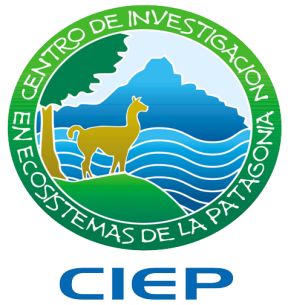 CENTRO DE INVESTIGACION
EN ECOSISTEMAS DE LA PATAGONIA
CIEP